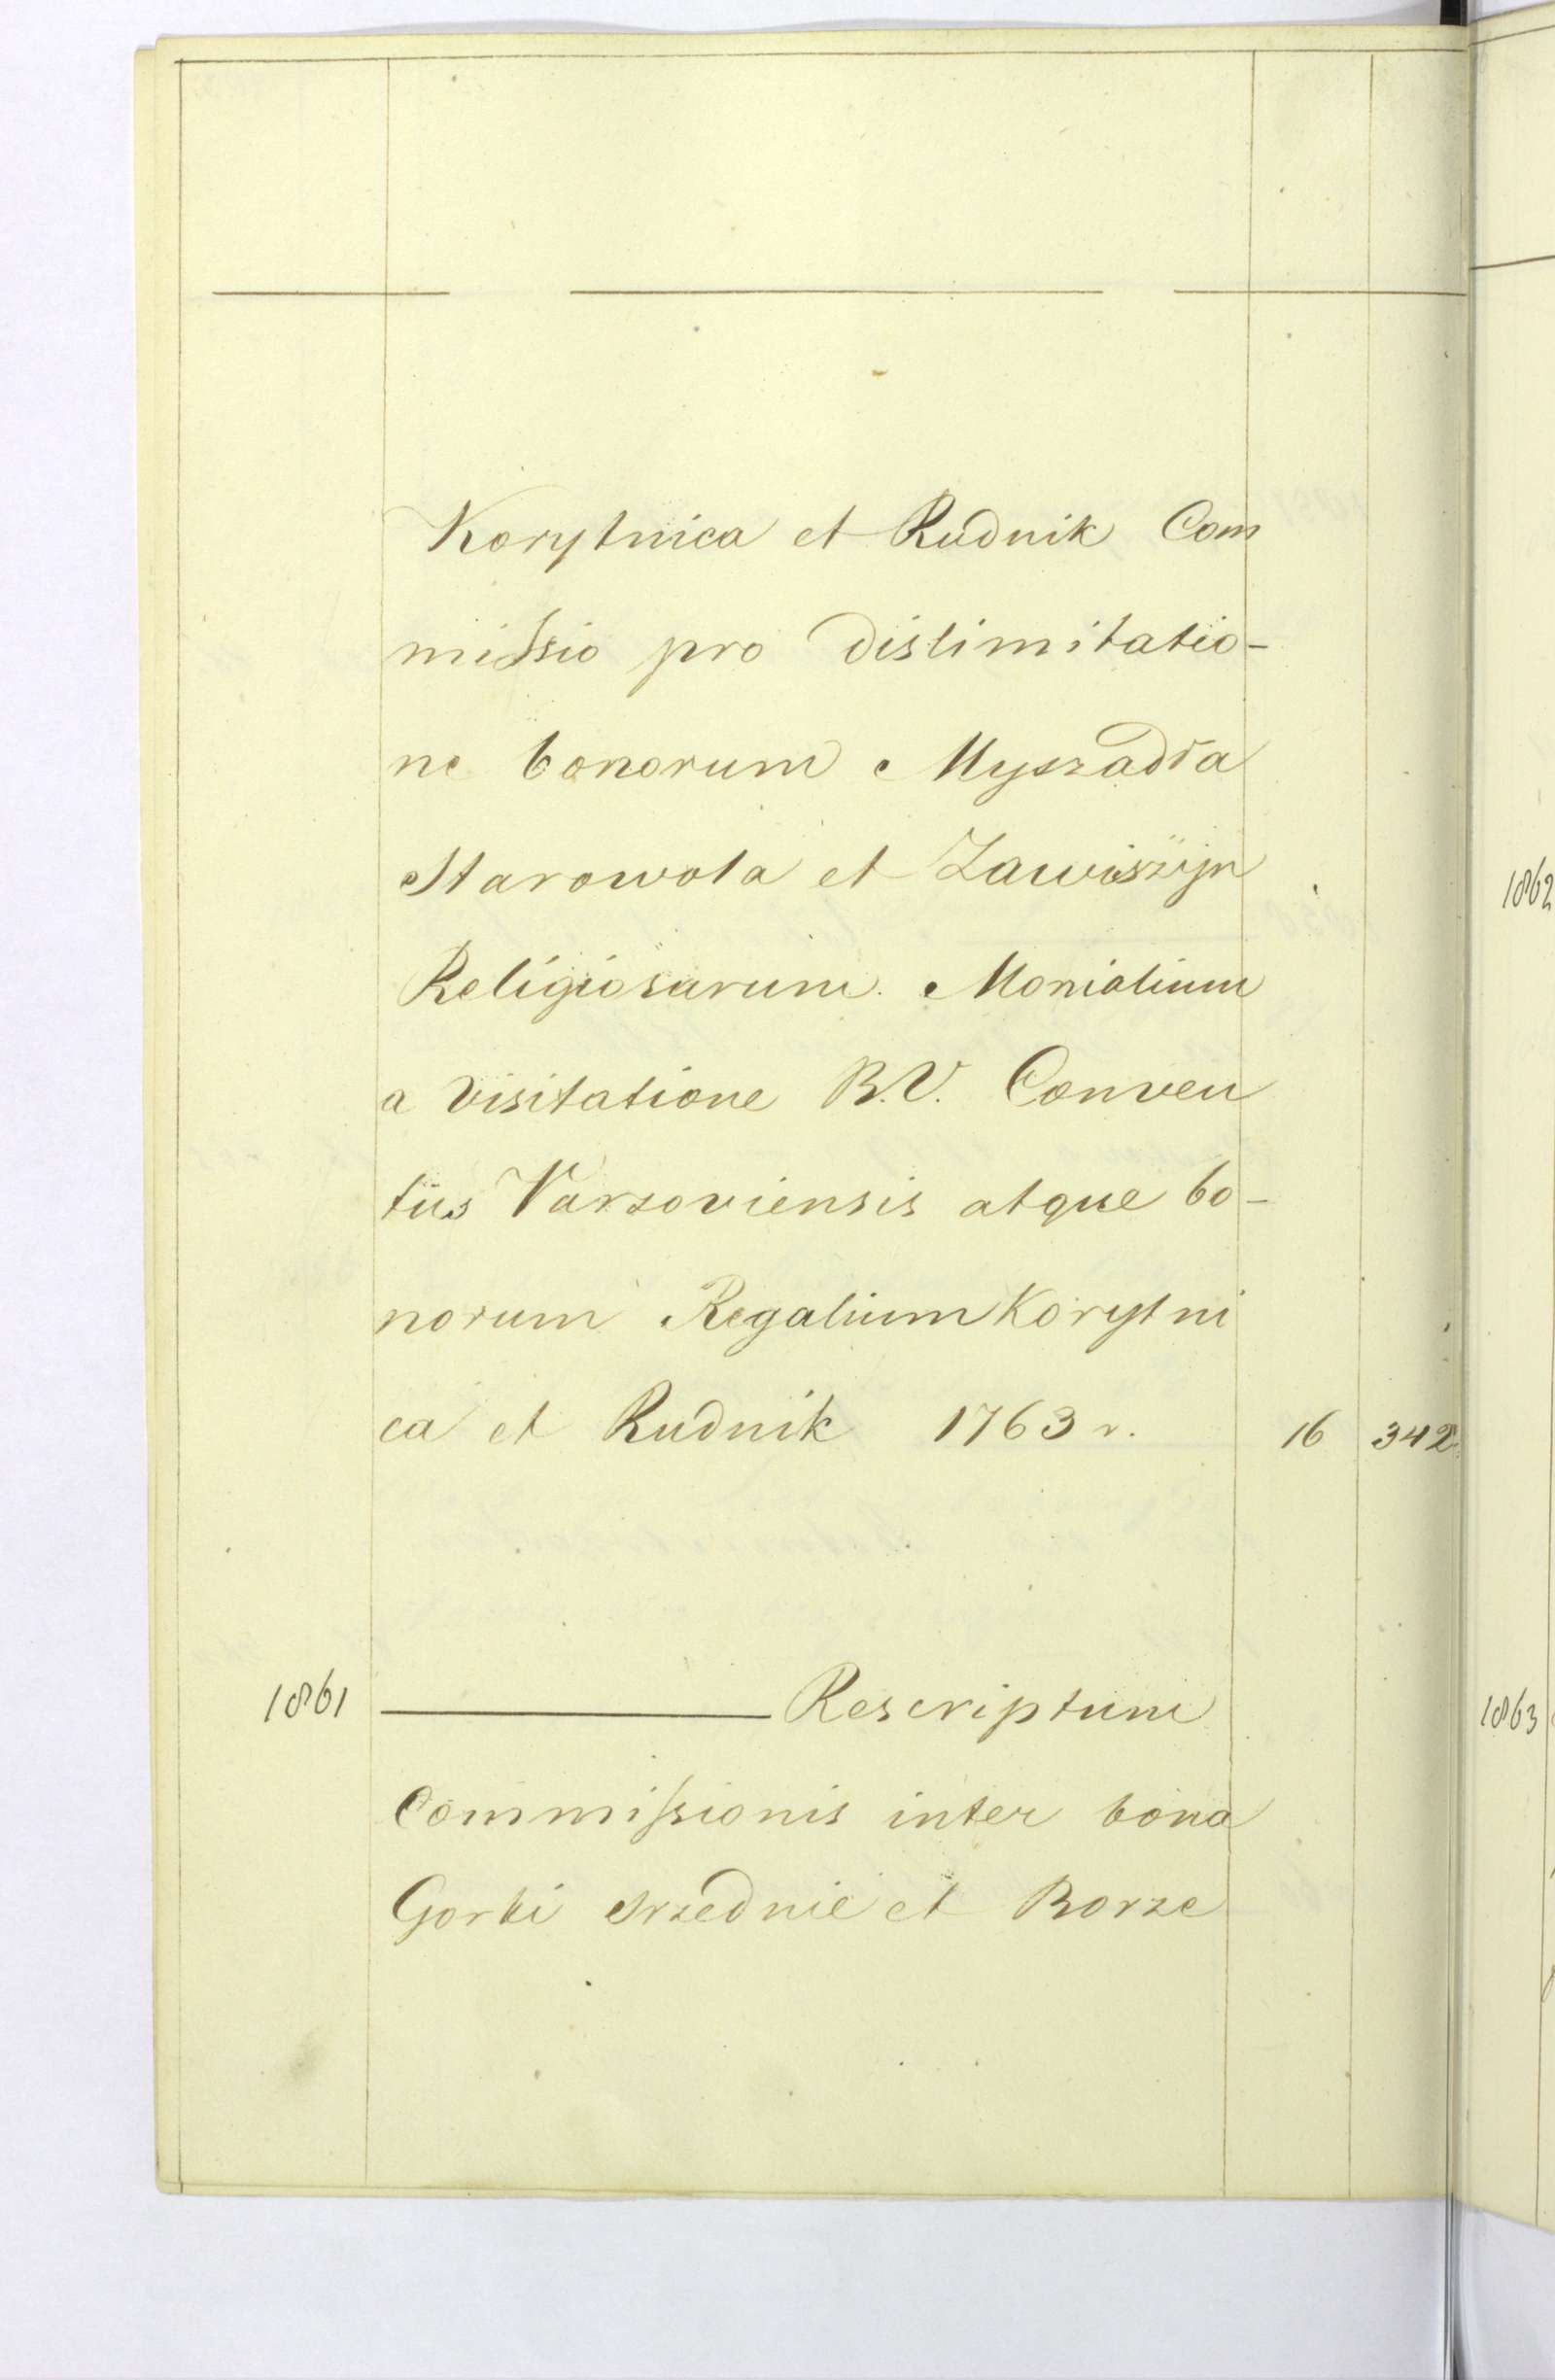 Korytnica et Rudnik Com
missio pro dislimitatio-
ne bonorum Myszadła
Starowola et Zawiszyn
Religiosarum Monialium
a Visitatione B.V. Conven
tus Varsoviensis atque bo-
norum Regalium Korytni
ca et Rudnik 1763 r. 16 342
1861 Rescriptum
Commissionis inter bona
Gorki Srzednie et Borze
1862
1863